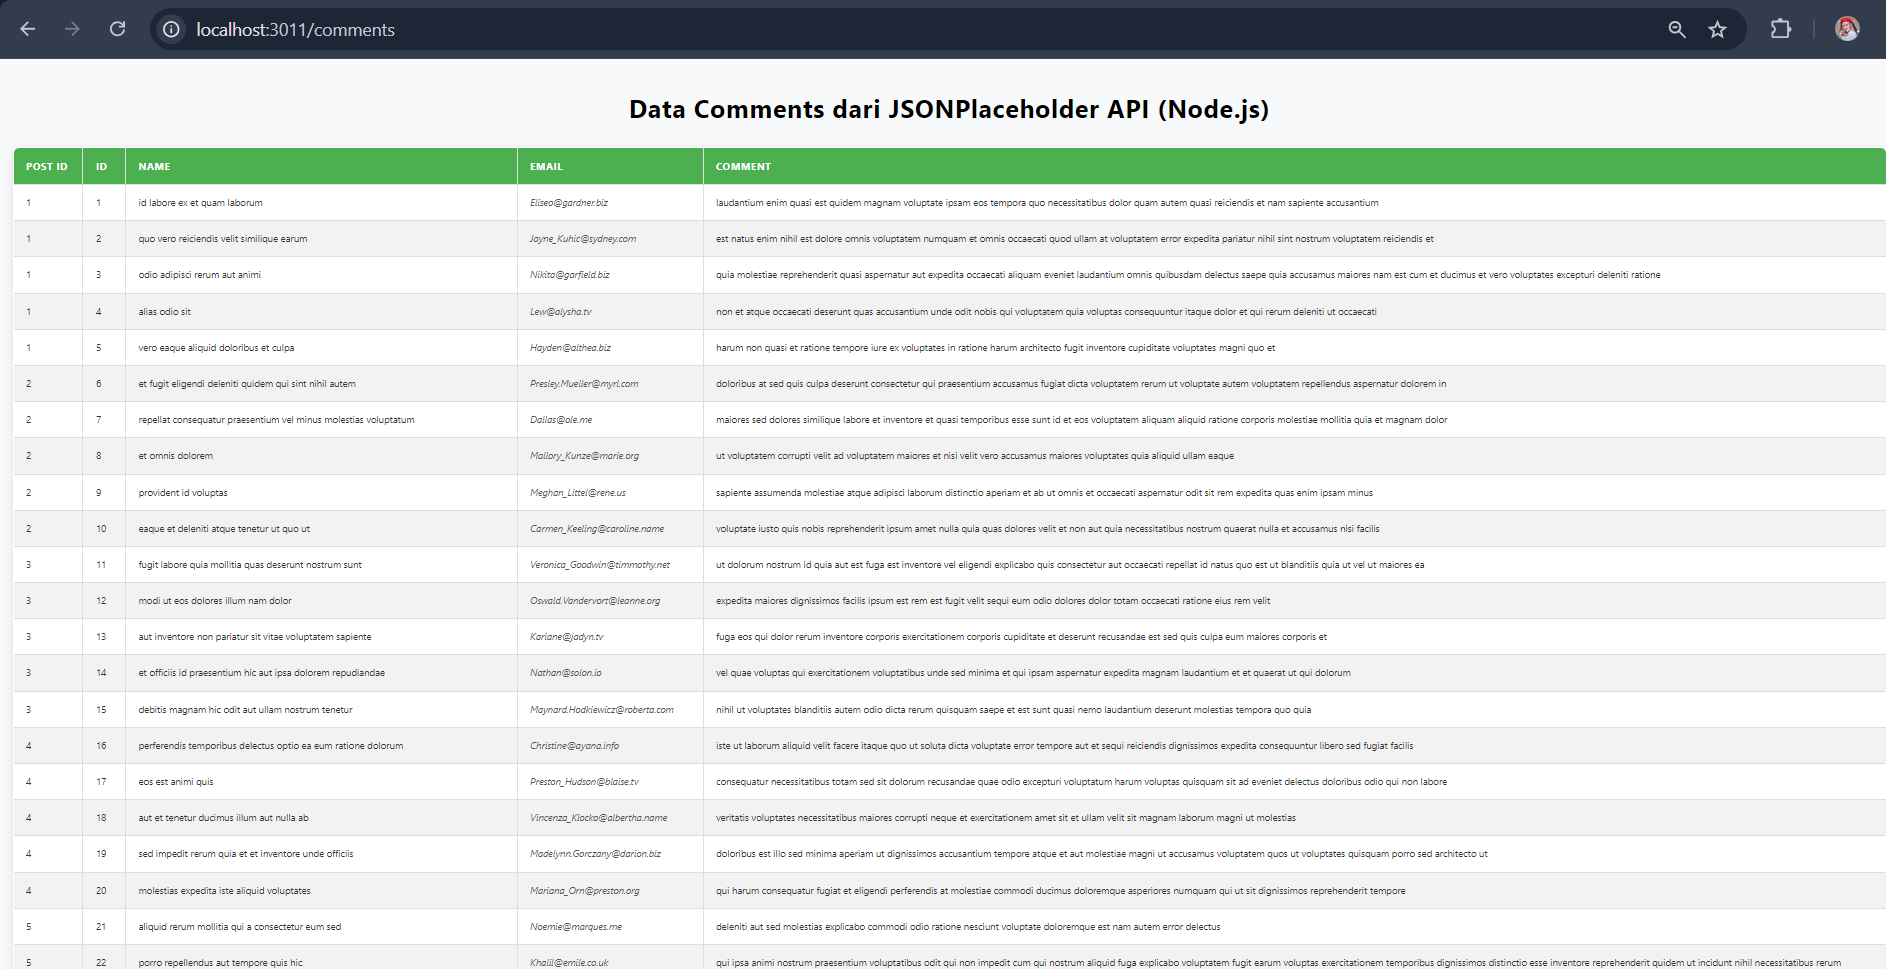 localhost:3011/comments
Data Comments dari JSONPlaceholder API (Node.js)
POST ID ID NAME EMAIL COMMENT
1 1 id labore ex et quam laborum Eliseo@gardner.biz laudantium enim quasi est quidem magnam voluptate ipsam eos tempora quo necessitatibus dolor quam autem quasi reiciendis et nam sapiente accusantium
1 2 quo vero reiciendis velit similique earum Jayne_Kuhic@sydney.com est natus enim nihil est dolore omnis voluptatem numquam et omnis occaecati quod ullam at voluptatem error expedita pariatur nihil sint nostrum voluptatem reiciendis et
1 3 odio adipisci rerum aut animi Nikita@garfield.biz quia molestiae reprehenderit quasi aspernatur aut expedita occaecati aliquam eveniet laudantium omnis quibusdam delectus saepe quia accusamus maiores nam est cum et ducimus et vero voluptates excepturi deleniti ratione
1 4 alias odio sit Lew@alysha.tv non et atque occaecati deserunt quas accusantium unde odit nobis qui voluptatem quia voluptas consequuntur itaque dolor et qui rerum deleniti ut occaecati
1 5 vero eaque aliquid doloribus et culpa Hayden@althea.biz harum non quasi et ratione tempore iure ex voluptates in ratione harum architecto fugit inventore cupiditate voluptates magni quo et
2 6 et fugit eligendi deleniti quidem qui sint nihil autem Presley.Mueller@myrl.com doloribus at sed quis culpa deserunt consectetur qui praesentium accusamus fugiat dicta voluptatem rerum ut voluptate autem voluptatem repellendus aspernatur dolorem in
2 7 repellat consequatur praesentium vel minus molestias voluptatum Dallas@ole.me maiores sed dolores similique labore et inventore et quasi temporibus esse sunt id et eos voluptatem aliquam aliquid ratione corporis molestiae mollitia quia et magnam dolor
2 8 et omnis dolorem Mallory_Kunze@marie.org ut voluptatem corrupti velit ad voluptatem maiores et nisi velit vero accusamus maiores voluptates quia aliquid ullam eaque
2 9 provident id voluptas Meghan_Littel@rene.us sapiente assumenda molestiae atque adipisci laborum distinctio aperiam et ab ut omnis et occaecati aspernatur odit sit rem expedita quas enim ipsam minus
2 10 eaque et deleniti atque tenetur ut quo ut Carmen_Keeling@caroline.name voluptate iusto quis nobis reprehenderit ipsum amet nulla quia quas dolores velit et non aut quia necessitatibus nostrum quaerat nulla et accusamus nisi facilis
3 11 fugit labore quia mollitia quas deserunt nostrum sunt Veronica_Goodwin@timmothy.net ut dolorum nostrum id quia aut est fuga est inventore vel eligendi explicabo quis consectetur aut occaecati repellat id natus quo est ut blanditiis quia ut vel ut maiores ea
3 12 modi ut eos dolores illum nam dolor Oswald.Vandervort@leanne.org expedita maiores dignissimos facilis ipsum est rem est fugit velit sequi eum odio dolores dolor totam occaecati ratione eius rem velit
3 13 aut inventore non pariatur sit vitae voluptatem sapiente Kariane@jadyn.tv fuga eos qui dolor rerum inventore corporis exercitationem corporis cupiditate et deserunt recusandae est sed quis culpa eum maiores corporis et
3 14 et officiis id praesentium hic aut ipsa dolorem repudiandae Nathan@solon.io vel quae voluptas qui exercitationem voluptatibus unde sed minima et qui ipsam aspernatur expedita magnam laudantium et et quaerat ut qui dolorum
3 15 debitis magnam hic odit aut ullam nostrum tenetur Maynard.Hodkiewicz@roberta.com nihil ut voluptates blanditiis autem odio dicta rerum quisquam saepe et est sunt quasi nemo laudantium deserunt molestias tempora quo quia
4 16 perferendis temporibus delectus optio ea eum ratione dolorum Christine@ayana.info iste ut laborum aliquid velit facere itaque quo ut soluta dicta voluptate error tempore aut et sequi reiciendis dignissimos expedita consequuntur libero sed fugiat facilis
4 17 eos est animi quis Preston_Hudson@blaise.tv consequatur necessitatibus totam sed sit dolorum recusandae quae odio excepturi voluptatum harum voluptas quisquam sit ad eveniet delectus doloribus odio qui non labore
4 18 aut et tenetur ducimus illum aut nulla ab Vincenza_Klocko@albertha.name veritatis voluptates necessitatibus maiores corrupti neque et exercitationem amet sit et ullam velit sit magnam laborum magni ut molestias
4 19 sed impedit rerum quia et et inventore unde officiis Madelynn.Gorczany@darion.biz doloribus est illo sed minima aperiam ut dignissimos accusantium tempore atque et aut molestiae magni ut accusamus voluptatem quos ut voluptates quisquam porro sed architecto ut
4 20 molestias expedita iste aliquid voluptates Mariana_Orn@preston.org qui harum consequatur fugiat et eligendi perferendis at molestiae commodi ducimus doloremque asperiores numquam qui ut sit dignissimos reprehenderit tempore
5 21 aliquid rerum mollitia qui a consectetur eum sed Noemie@marques.me deleniti aut sed molestias explicabo commodi odio ratione nesciunt voluptate doloremque est nam autem error delectus
5 22 porro repellendus aut tempore quis hic Khalil@emile.co.uk qui ipsa animi nostrum praesentium voluptatibus odit qui non impedit cum qui nostrum aliquid fuga explicabo voluptatem fugit earum voluptas exercitationem temporibus dignissimos distinctio esse inventore reprehenderit quidem ut incidunt nihil necessitatibus rerum